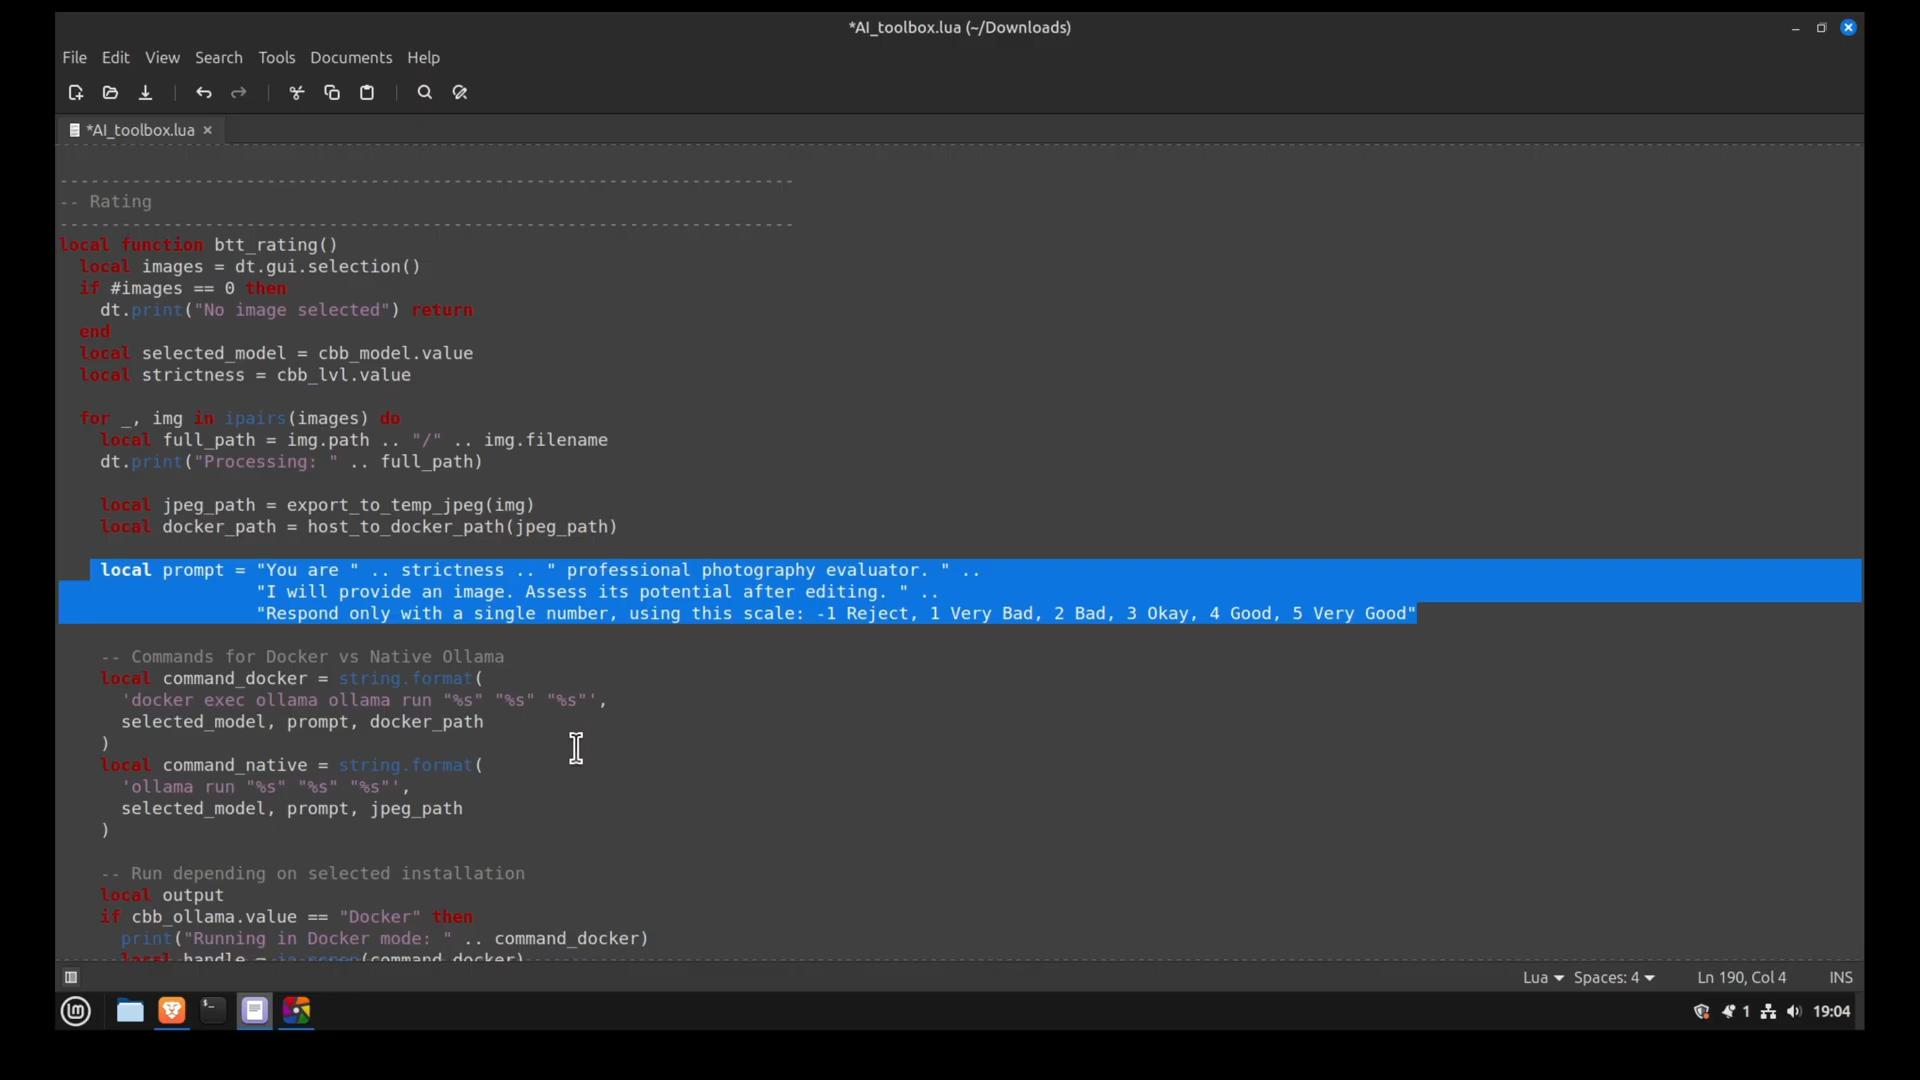 *AI_toolbox.lua (~/Downloads)
File Edit View Search Tools Documents Help
*AI_toolbox.lua ×
------------------------------------------------------------------------
-- Rating
------------------------------------------------------------------------
local function btt_rating()
  local images = dt.gui.selection()
  if #images == 0 then
    dt.print("No image selected") return
  end
  local selected_model = cbb_model.value
  local strictness = cbb_lvl.value
  for _, img in ipairs(images) do
    local full_path = img.path .. "/" .. img.filename
    dt.print("Processing: " .. full_path)
    local jpeg_path = export_to_temp_jpeg(img)
    local docker_path = host_to_docker_path(jpeg_path)
    local prompt = "You are " .. strictness .. " professional photography evaluator. " ..
                   "I will provide an image. Assess its potential after editing. " ..
                   "Respond only with a single number, using this scale: -1 Reject, 1 Very Bad, 2 Bad, 3 Okay, 4 Good, 5 Very Good"
    -- Commands for Docker vs Native Ollama
    local command_docker = string.format(
      'docker exec ollama ollama run "%s" "%s" "%s"',
      selected_model, prompt, docker_path
    )
    local command_native = string.format(
      'ollama run "%s" "%s" "%s"',
      selected_model, prompt, jpeg_path
    )
    -- Run depending on selected installation
    local output
    if cbb_ollama.value == "Docker" then
      print("Running in Docker mode: " .. command_docker)
      local handle = io.popen(command_docker)
Lua Spaces: 4 Ln 190, Col 4 INS
1 19:04